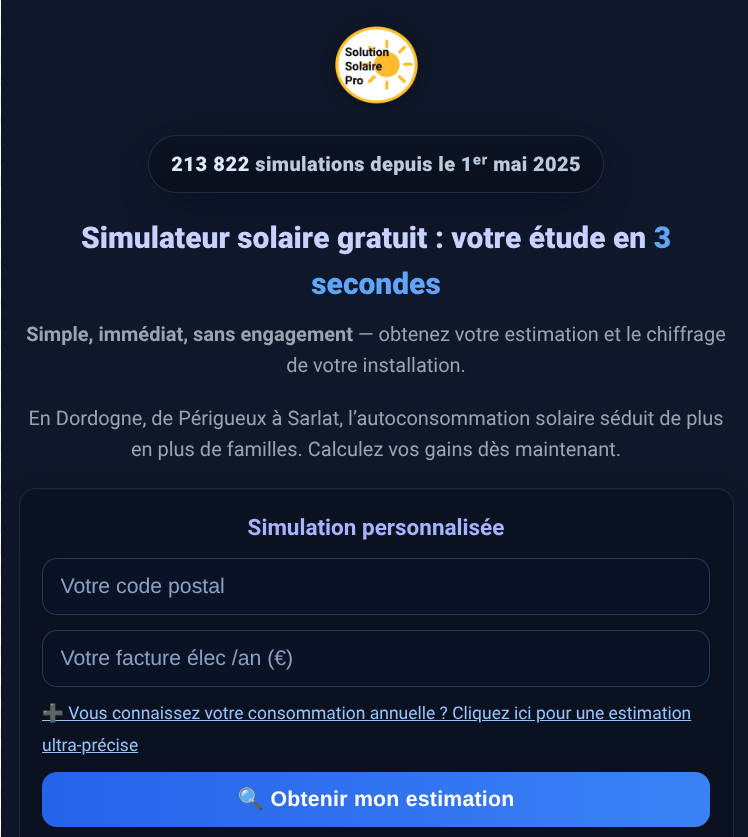 Solution
Solaire
Pro
213 822 simulations depuis le 1er mai 2025
Simulateur solaire gratuit : votre étude en 3
secondes
Simple, immédiat, sans engagement — obtenez votre estimation et le chiffrage
de votre installation.
En Dordogne, de Périgueux à Sarlat, l’autoconsommation solaire séduit de plus
en plus de familles. Calculez vos gains dès maintenant.
Simulation personnalisée
Votre code postal
Votre facture élec /an (€)
➕ Vous connaissez votre consommation annuelle ? Cliquez ici pour une estimation
ultra-précise
🔍 Obtenir mon estimation